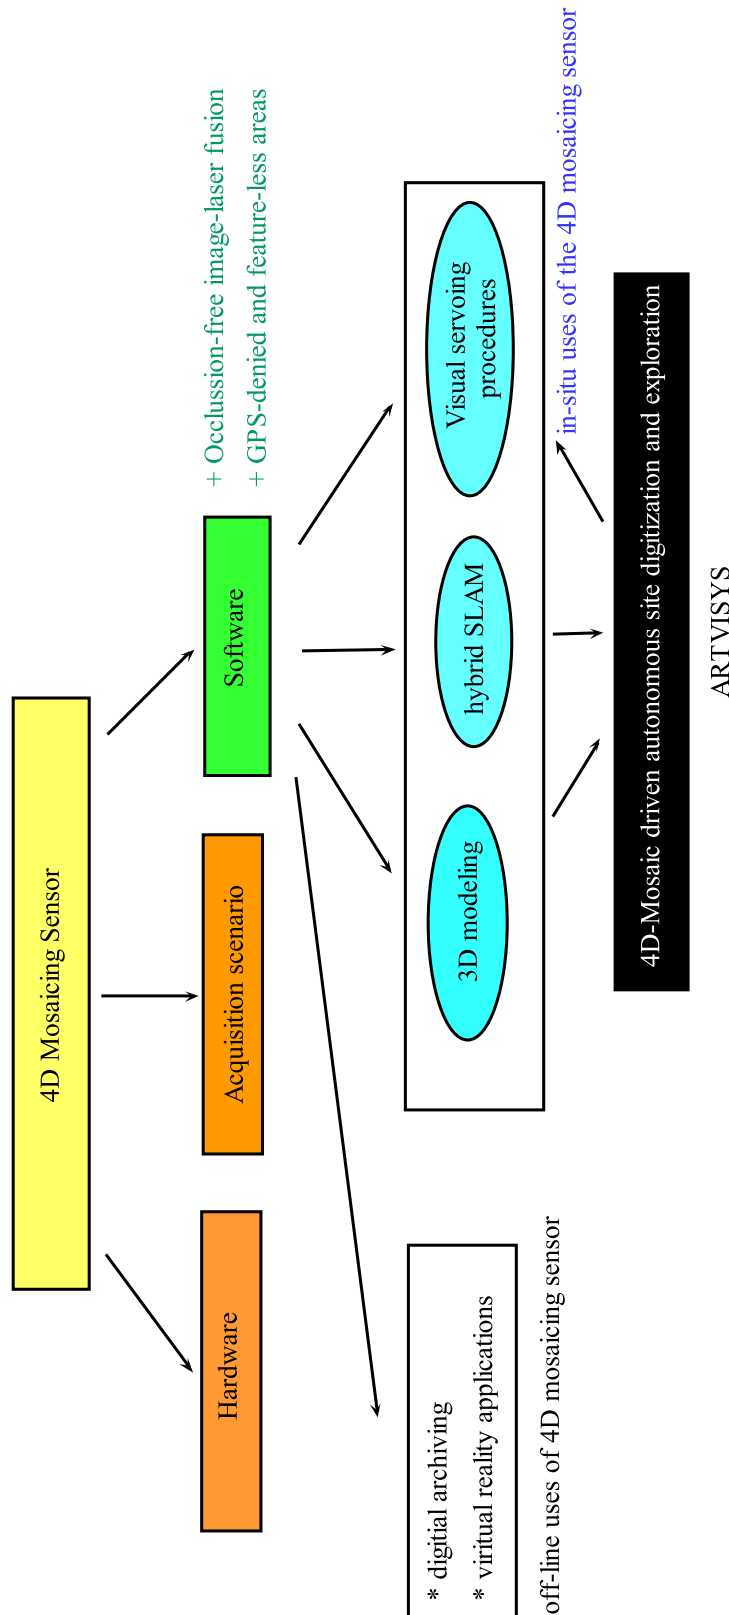 4D Mosaicing Sensor
Hardware
Acquisition scenario
Software
+ Occlussion-free image-laser fusion
+ GPS-denied and feature-less areas
* digitial archiving
* viritual reality applications
off-line uses of 4D mosaicing sensor
3D modeling
hybrid SLAM
Visual servoing
procedures
in-situ uses of the 4D mosaicing sensor
4D-Mosaic driven autonomous site digitization and exploration
ARTVISYS